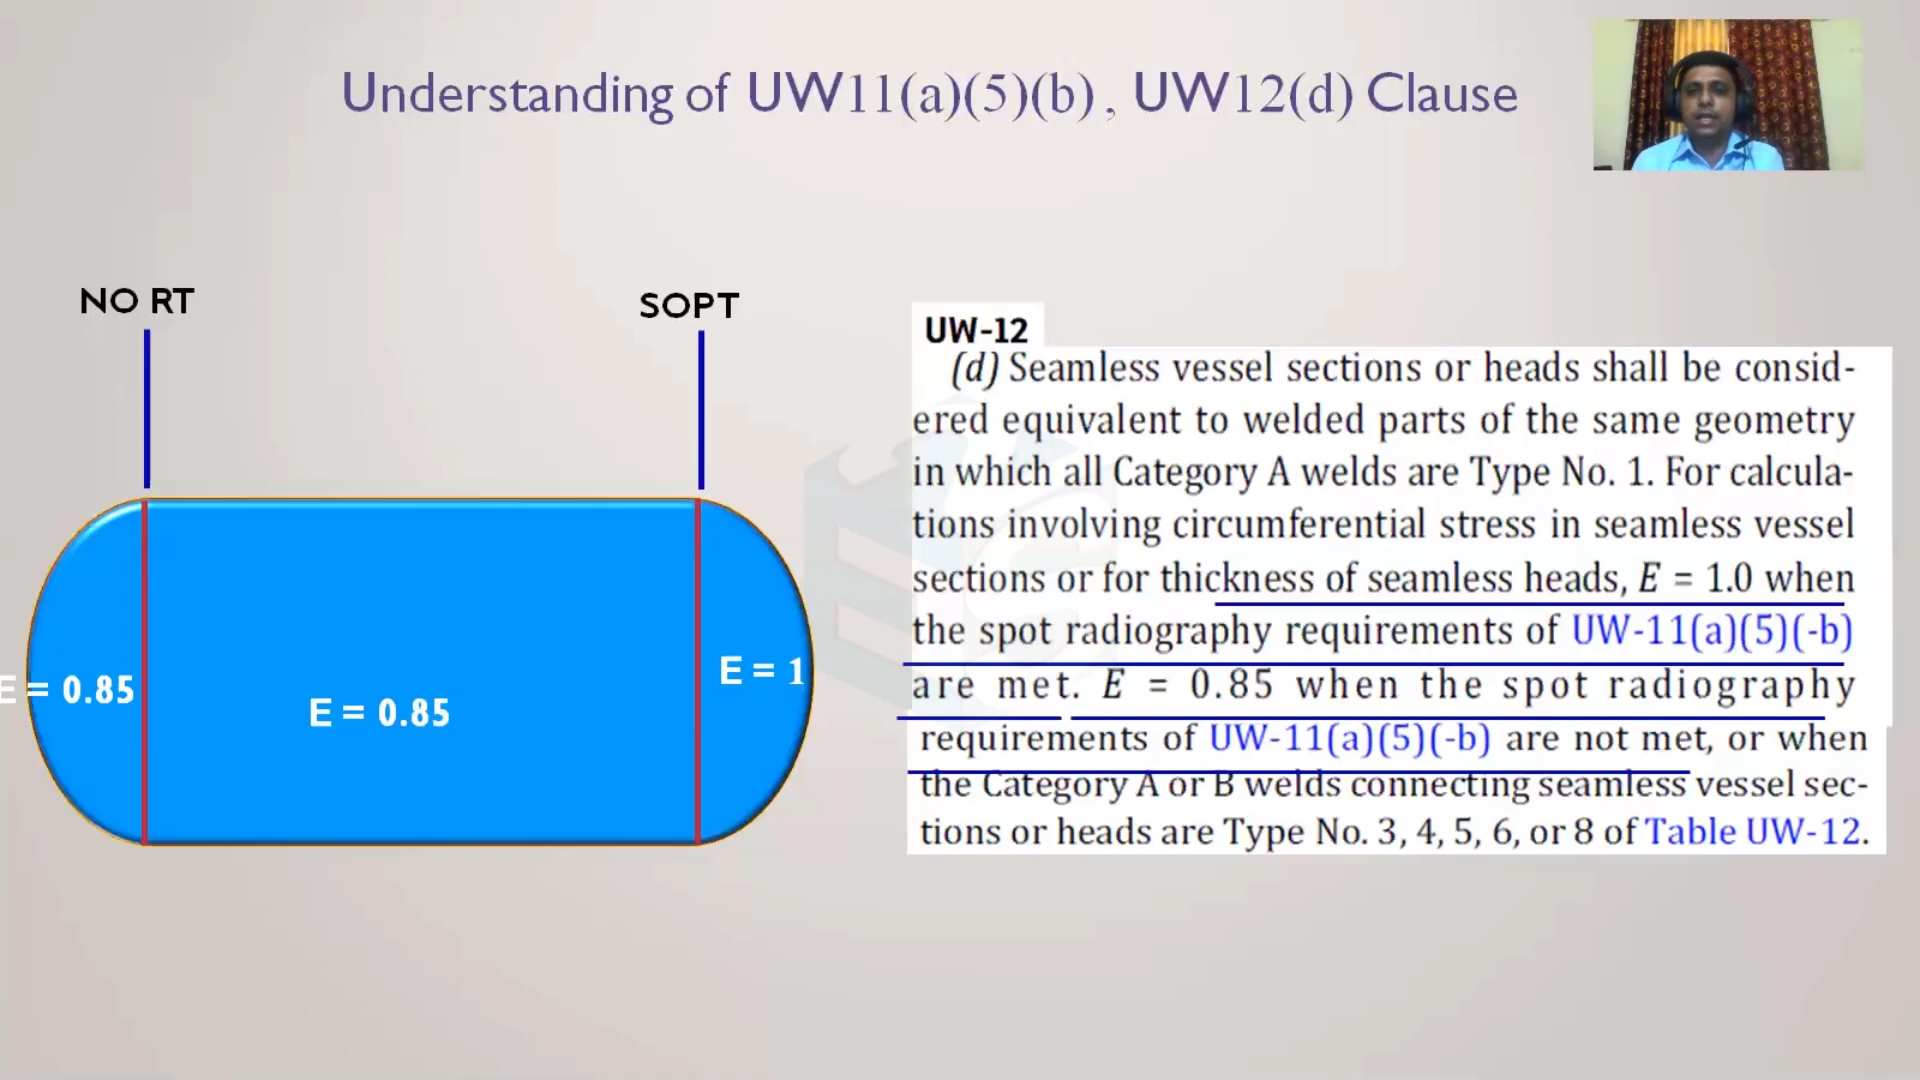 Understanding of UW11(a)(5)(b) , UW12(d) Clause
NO RT
SOPT
E = 0.85
E = 0.85
E = 1
UW-12
(d) Seamless vessel sections or heads shall be consid-
ered equivalent to welded parts of the same geometry
in which all Category A welds are Type No. 1. For calcula-
tions involving circumferential stress in seamless vessel
sections or for thickness of seamless heads, E = 1.0 when
the spot radiography requirements of UW-11(a)(5)(-b)
are met. E = 0.85 when the spot radiography
requirements of UW-11(a)(5)(-b) are not met, or when
the Category A or B welds connecting seamless vessel sec-
tions or heads are Type No. 3, 4, 5, 6, or 8 of Table UW-12.